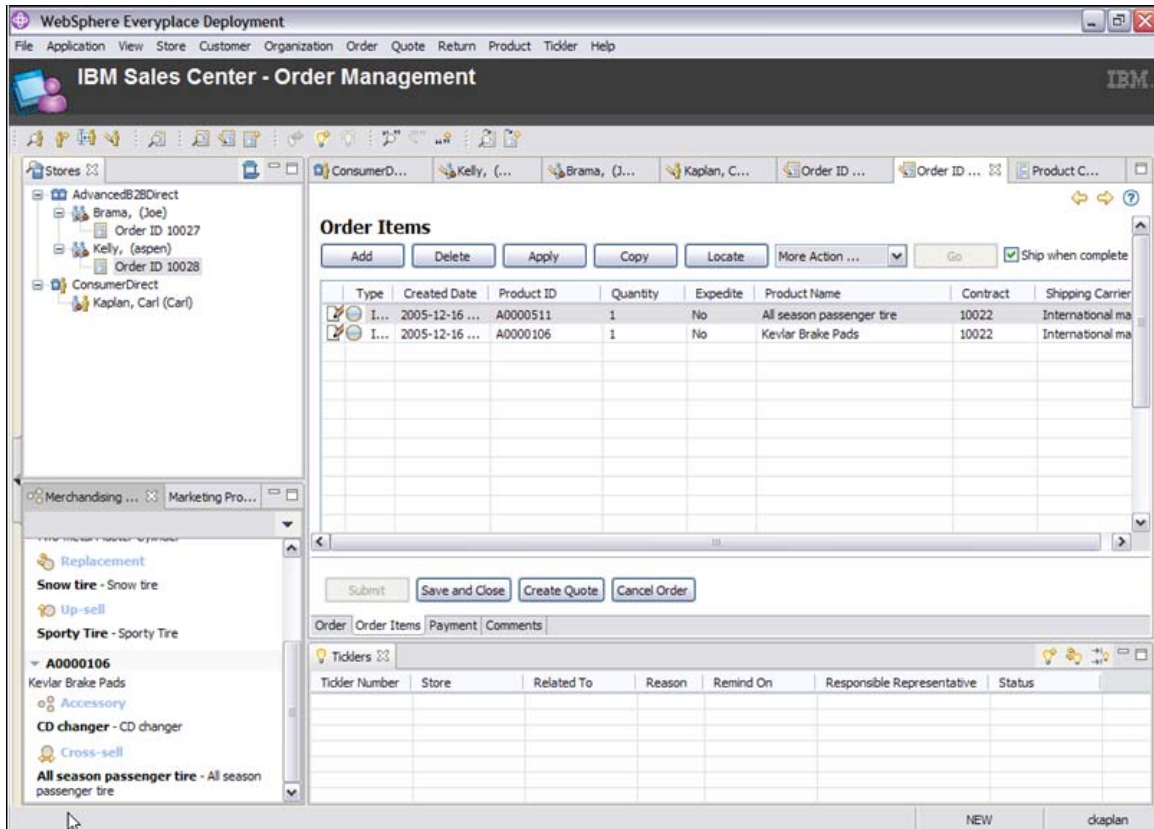 WebSphere Everyplace Deployment
File Application View Store Customer Organization Order Quote Return Product Tickler Help
IBM Sales Center - Order Management
IBM
Stores
ConsumerD... Kelly, (... Brama, (J... Kaplan, C... Order ID ... Order ID ... Product C...
AdvancedB2BDirect
Brama, (Joe)
Order ID 10027
Kelly, (aspen)
Order ID 10028
ConsumerDirect
Kaplan, Carl (Carl)
Order Items
Add Delete Apply Copy Locate More Action ... Go Ship when complete
Type Created Date Product ID Quantity Expedite Product Name Contract Shipping Carrier
I... 2005-12-16 ... A0000511 1 No All season passenger tire 10022 International ma
I... 2005-12-16 ... A0000106 1 No Kevlar Brake Pads 10022 International ma
Submit Save and Close Create Quote Cancel Order
Order Order Items Payment Comments
Merchandising ... Marketing Pro...
Replacement
Snow tire - Snow tire
Up-sell
Sporty Tire - Sporty Tire
A0000106
Kevlar Brake Pads
Accessory
CD changer - CD changer
Cross-sell
All season passenger tire - All season
passenger tire
Ticklers
Tickler Number Store Related To Reason Remind On Responsible Representative Status
NEW ckaplan